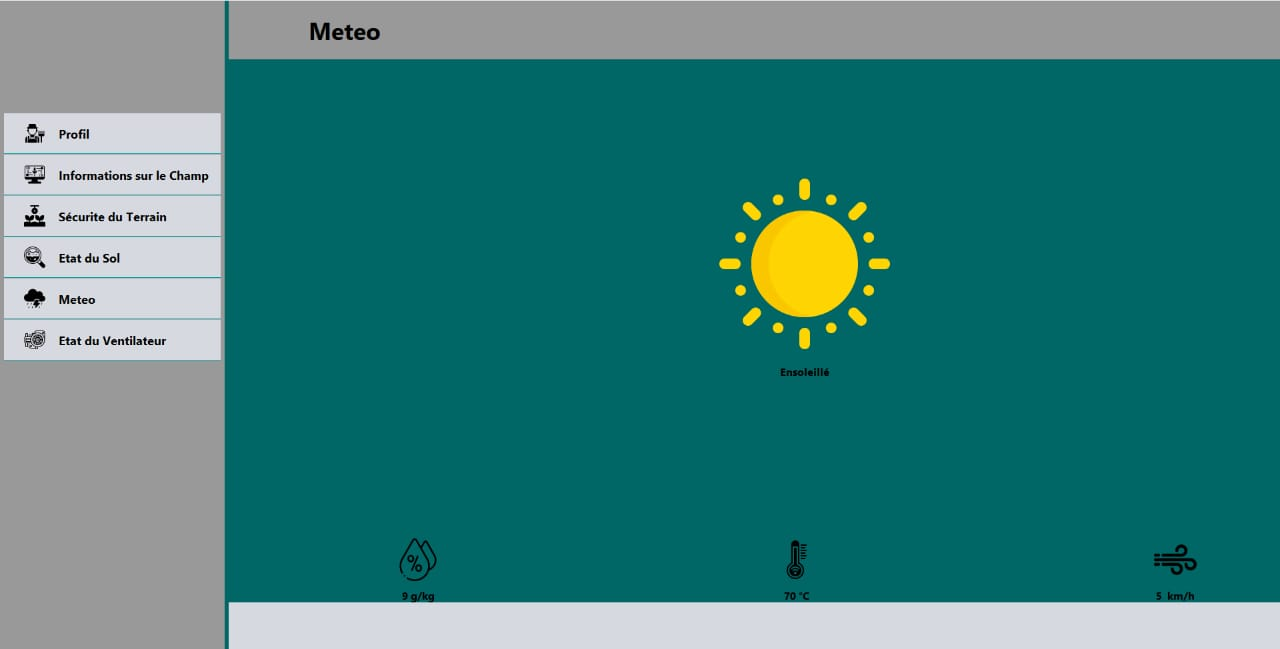 Meteo
Profil
Informations sur le Champ
Sécurite du Terrain
Etat du Sol
Meteo
Etat du Ventilateur
Ensoleillé
%
9 g/kg
70 °C
5 km/h